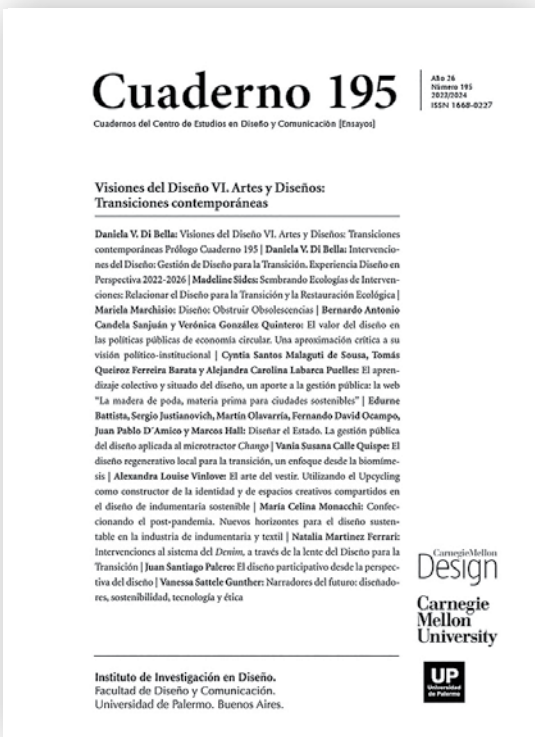 Cuaderno 195
Año 26
Número 195
2022/2024
ISSN 1668-0227
Cuadernos del Centro de Estudios en Diseño y Comunicación [Ensayos]
Visiones del Diseño VI. Artes y Diseños:
Transiciones contemporáneas
Daniela V. Di Bella: Visiones del Diseño VI. Artes y Diseños: Transiciones
contemporáneas Prólogo Cuaderno 195 | Daniela V. Di Bella: Intervencio-
nes del Diseño: Gestión de Diseño para la Transición. Experiencia Diseño en
Perspectiva 2022-2026 | Madeline Sides: Sembrando Ecologías de Interven-
ciones: Relacionar el Diseño para la Transición y la Restauración Ecológica |
Mariela Marchisio: Diseño: Obstruir Obsolescencias | Bernardo Antonio
Candela Sanjuán y Verónica González Quintero: El valor del diseño en
las políticas públicas de economía circular. Una aproximación crítica a su
visión político-institucional | Cyntia Santos Malaguti de Sousa, Tomás
Queiroz Ferreira Barata y Alejandra Carolina Labarca Puelles: El apren-
dizaje colectivo y situado del diseño, un aporte a la gestión pública: la web
"La madera de poda, materia prima para ciudades sostenibles" | Edurne
Battista, Sergio Justianovich, Martín Olavarría, Fernando David Ocampo,
Juan Pablo D´Amico y Marcos Hall: Diseñar el Estado. La gestión pública
del diseño aplicada al microtractor Chango | Vania Susana Calle Quispe: El
diseño regenerativo local para la transición, un enfoque desde la biomíme-
sis | Alexandra Louise Vinlove: El arte del vestir. Utilizando el Upcycling
como constructor de la identidad y de espacios creativos compartidos en
el diseño de indumentaria sostenible | María Celina Monacchi: Confec-
cionando el post-pandemia. Nuevos horizontes para el diseño susten-
table en la industria de indumentaria y textil | Natalia Martinez Ferrari:
Intervenciones al sistema del Denim, a través de la lente del Diseño para la
Transición | Juan Santiago Palero: El diseño participativo desde la perspec-
tiva del diseño | Vanessa Sattele Gunther: Narradores del futuro: diseñado-
res, sostenibilidad, tecnología y ética
CarnegieMellon
Design
Carnegie
Mellon
University
UP
Universidad
de Palermo
Instituto de Investigación en Diseño.
Facultad de Diseño y Comunicación.
Universidad de Palermo. Buenos Aires.